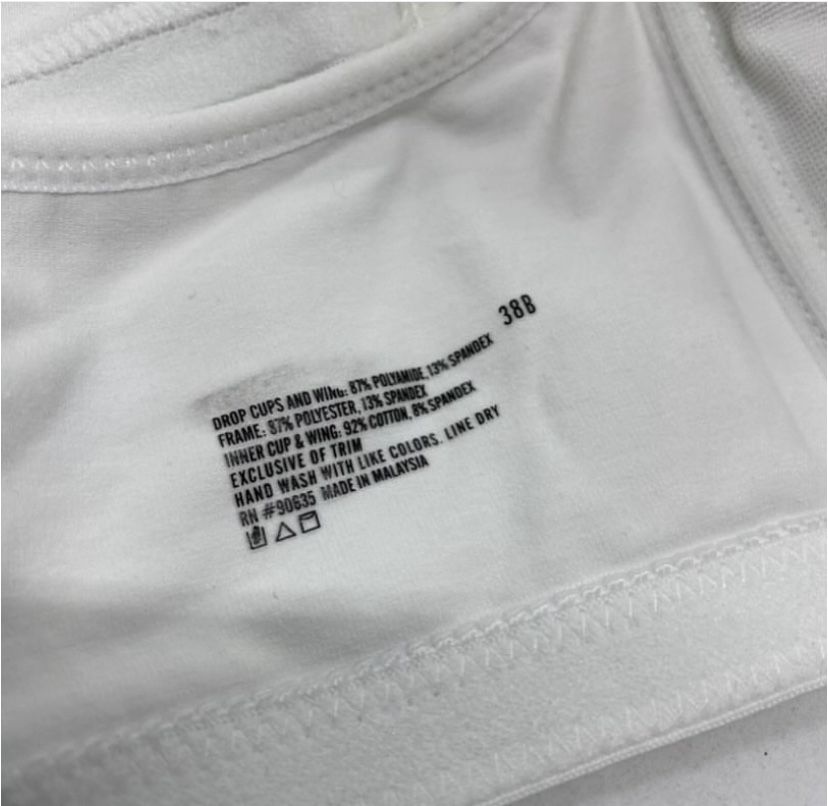 38B
DROP CUPS AND WING: 87% POLYAMIDE, 13% SPANDEX
FRAME: 87% POLYESTER, 13% SPANDEX
INNER CUP & WING: 92% COTTON, 8% SPANDEX
EXCLUSIVE OF TRIM
HAND WASH WITH LIKE COLORS. LINE DRY
RN #90635 MADE IN MALAYSIA